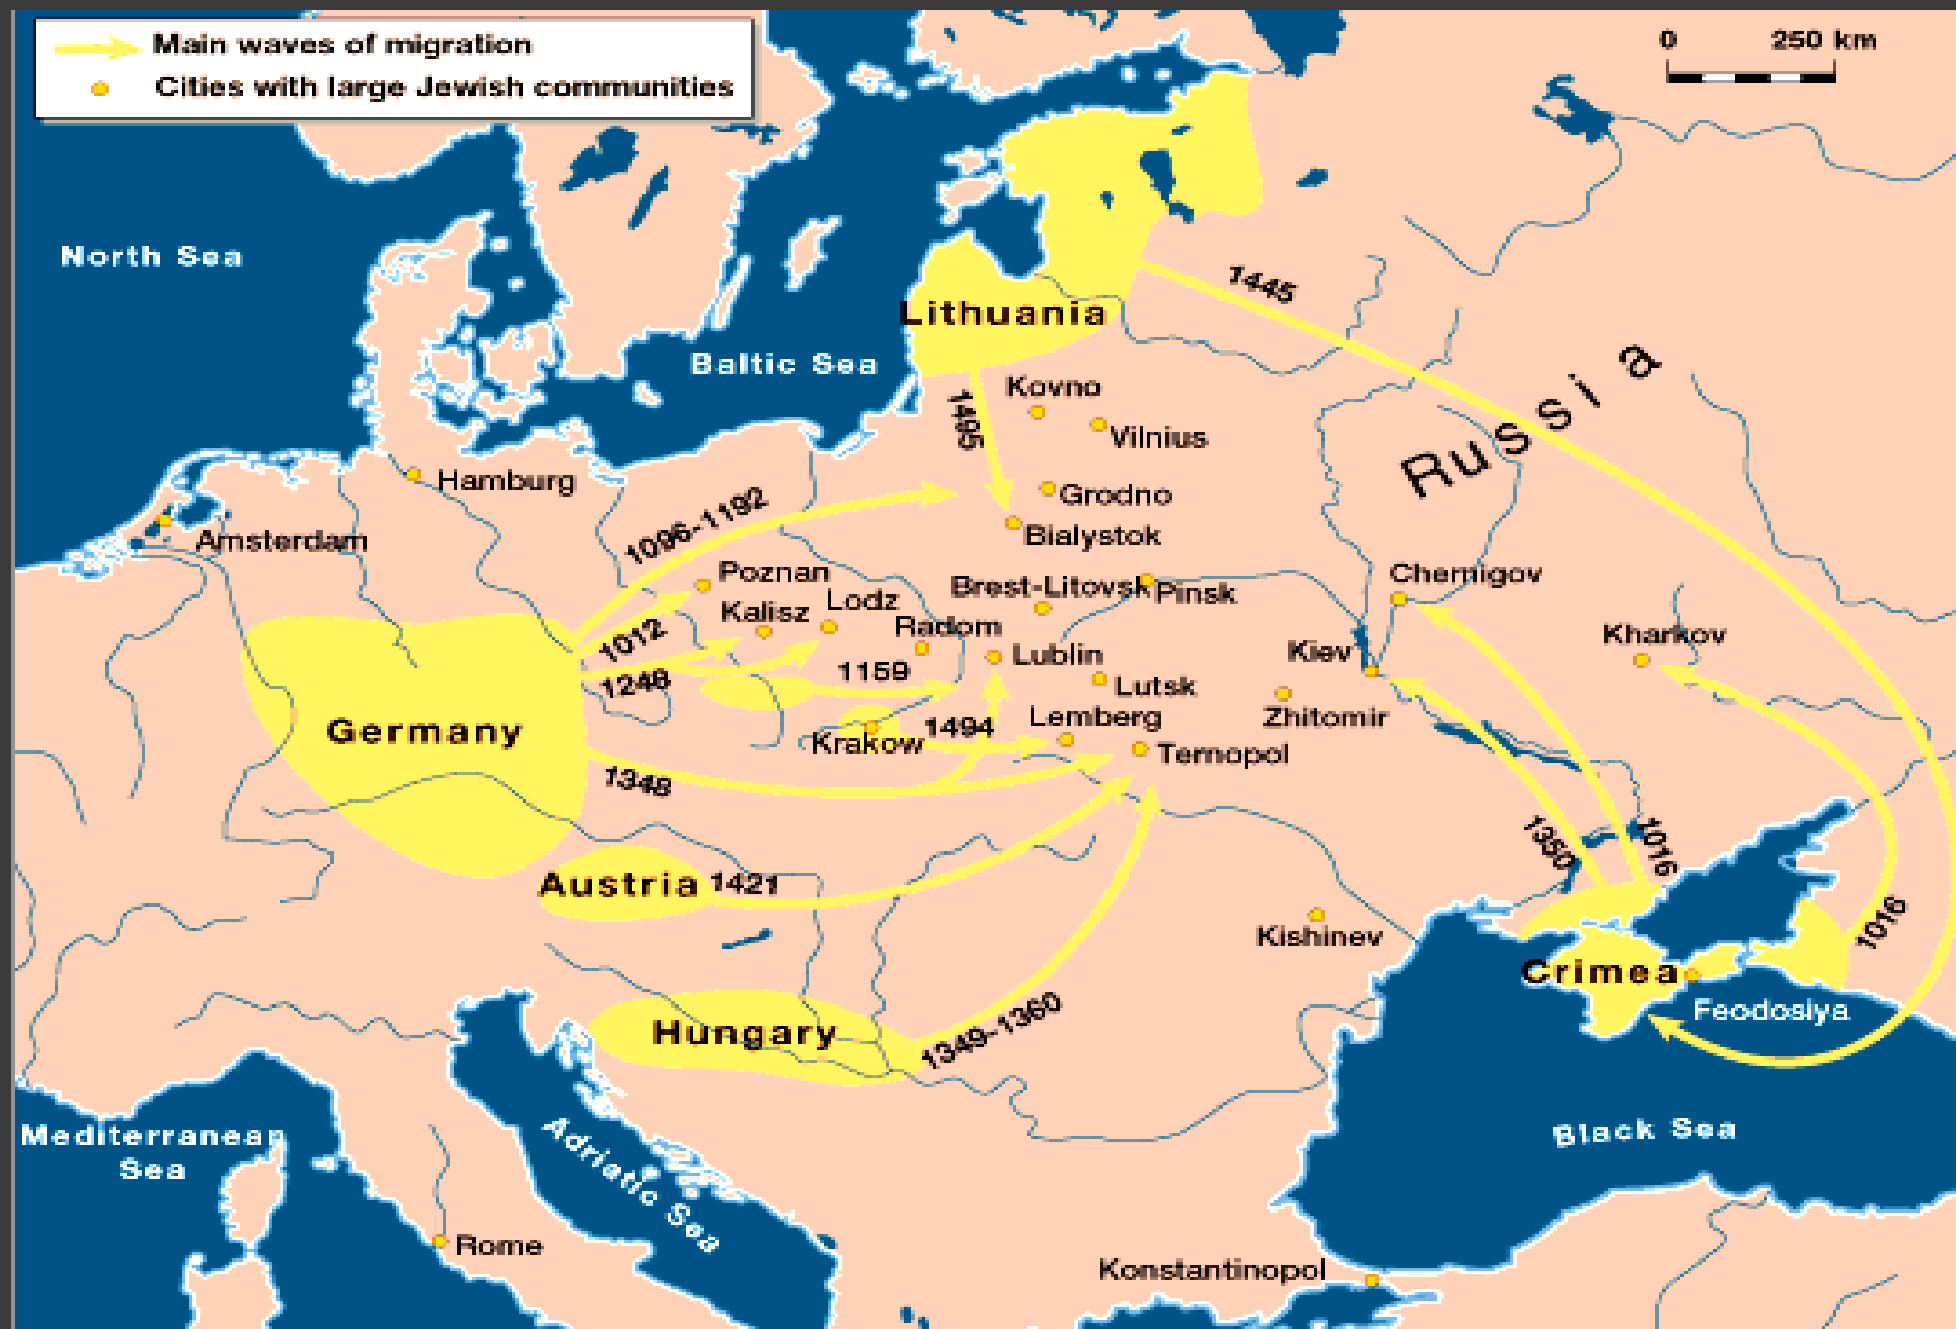 Main waves of migration
Cities with large Jewish communities
0 250 km
North Sea
1445
Lithuania
Baltic Sea
Russia
Kovno
1495
Vilnius
Hamburg
Grodno
1096-1192
Amsterdam
Bialystok
Poznan
Chernigov
Brest-Litovsk
Pinsk
Kalisz
Lodz
Radom
1012
Kharkov
Kiev
Lublin
1159
1248
Lutsk
Lemberg
Zhitomir
Germany
1494
Krakow
Ternopol
1348
1350
1016
Austria
1421
1016
Kishinev
Crimea
Feodosiya
Hungary
1349-1360
Mediterranean
Sea
Black Sea
Adriatic Sea
Rome
Konstantinopol